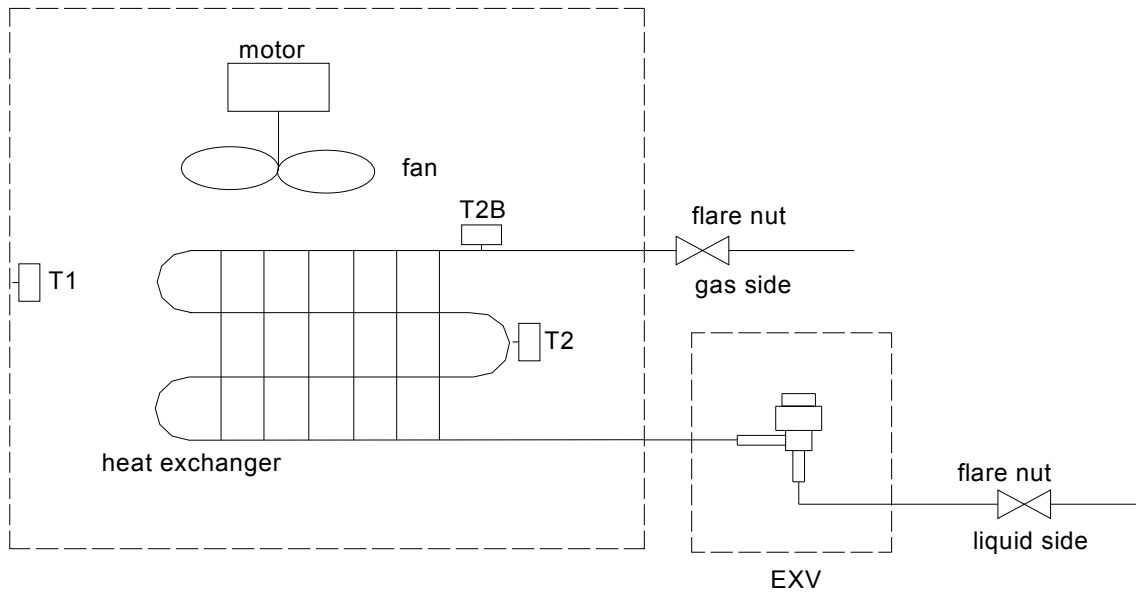 motor
fan
T2B
flare nut
T1
gas side
T2
heat exchanger
flare nut
liquid side
EXV